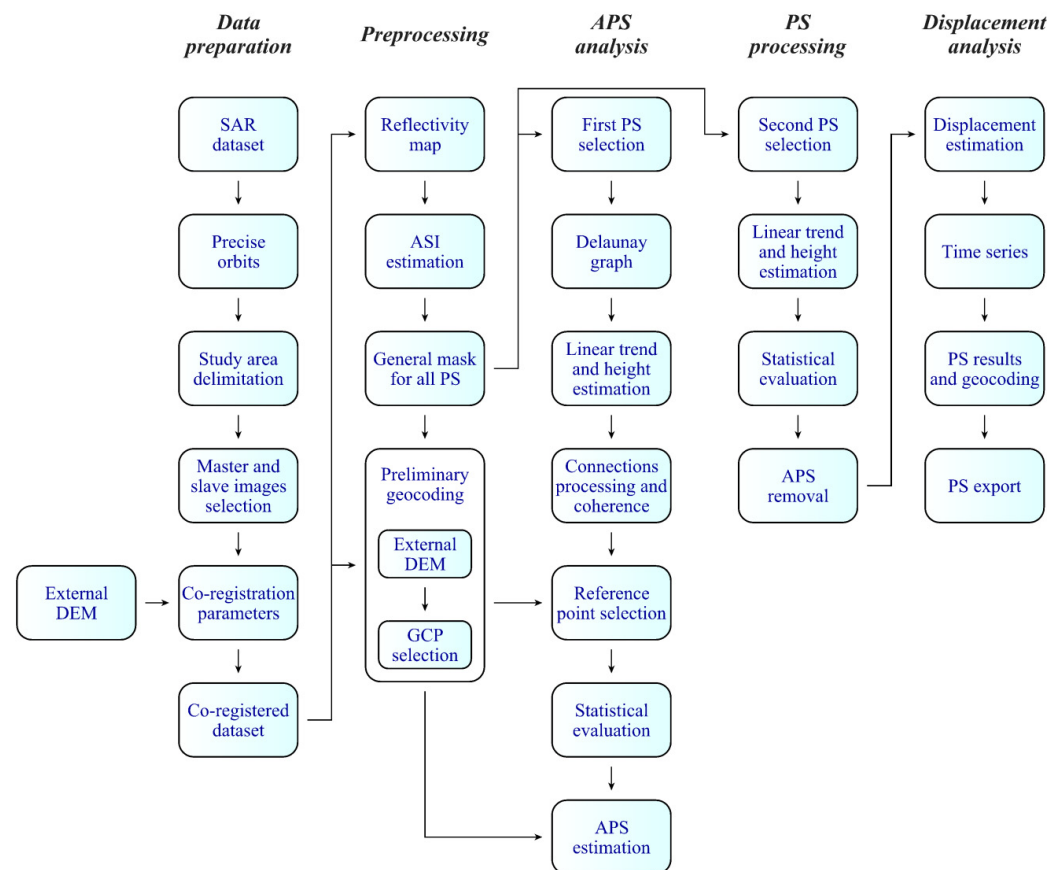 Data
preparation
Preprocessing
APS
analysis
PS
processing
Displacement
analysis
SAR
dataset
Precise
orbits
Study area
delimitation
Master and
slave images
selection
External
DEM
Co-registration
parameters
Co-registered
dataset
Reflectivity
map
ASI
estimation
General mask
for all PS
Preliminary
geocoding
External
DEM
GCP
selection
First PS
selection
Delaunay
graph
Linear trend
and height
estimation
Connections
processing and
coherence
Reference
point selection
Statistical
evaluation
APS
estimation
Second PS
selection
Linear trend
and height
estimation
Statistical
evaluation
APS
removal
Displacement
estimation
Time series
PS results
and geocoding
PS export